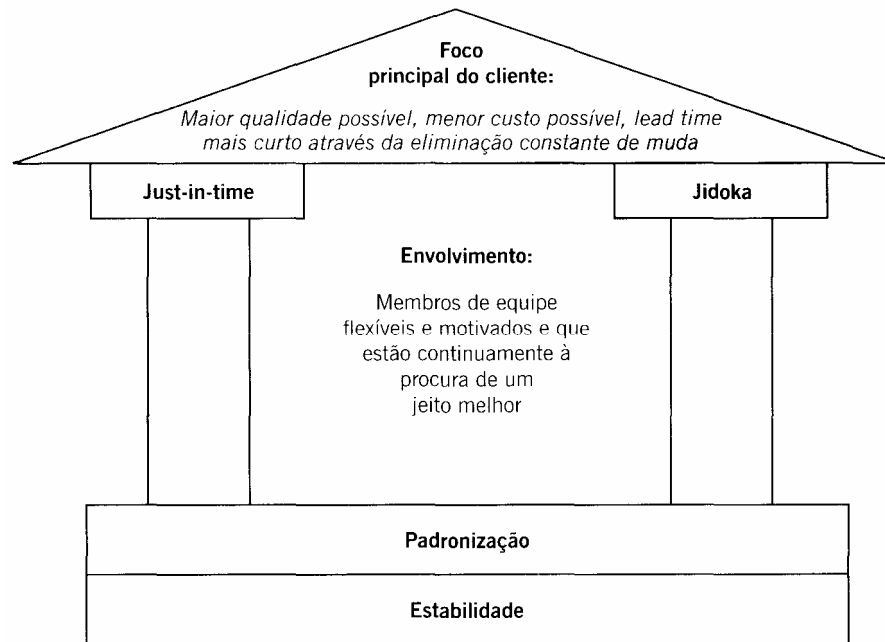 Foco
principal do cliente:
Maior qualidade possível, menor custo possível, lead time
mais curto através da eliminação constante de muda
Just-in-time
Jidoka
Envolvimento:
Membros de equipe
flexíveis e motivados e que
estão continuamente à
procura de um
jeito melhor
Padronização
Estabilidade